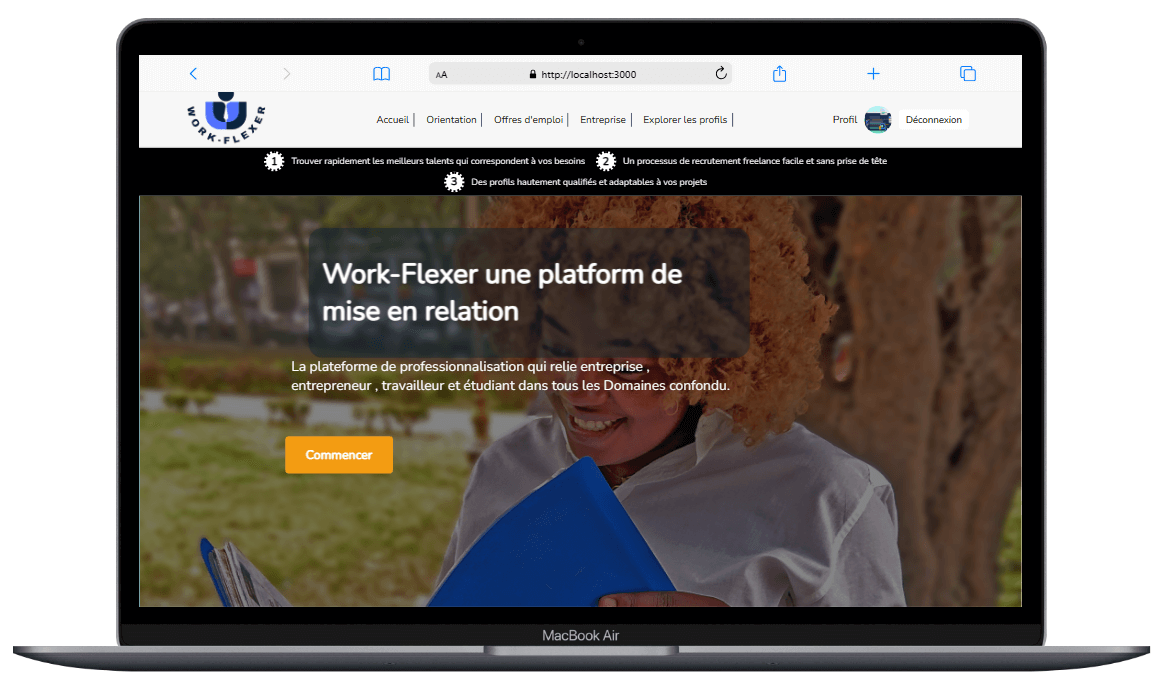 AA http://localhost:3000
WORK-FLEXER
Accueil | Orientation | Offres d'emploi | Entreprise | Explorer les profils | Profil Déconnexion
1 Trouver rapidement les meilleurs talents qui correspondent à vos besoins 2 Un processus de recrutement freelance facile et sans prise de tête
3 Des profils hautement qualifiés et adaptables à vos projets
Work-Flexer une platform de
mise en relation
La plateforme de professionnalisation qui relie entreprise ,
entrepreneur , travailleur et étudiant dans tous les Domaines confondu.
Commencer
MacBook Air